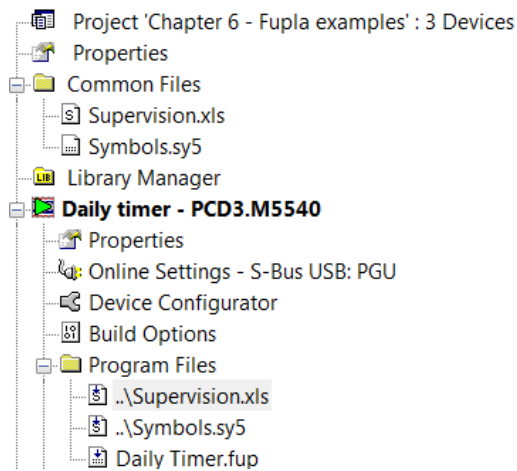 Project 'Chapter 6 - Fupla examples' : 3 Devices
Properties
Common Files
Supervision.xls
Symbols.sy5
Library Manager
Daily timer - PCD3.M5540
Properties
Online Settings - S-Bus USB: PGU
Device Configurator
Build Options
Program Files
..\Supervision.xls
..\Symbols.sy5
Daily Timer.fup